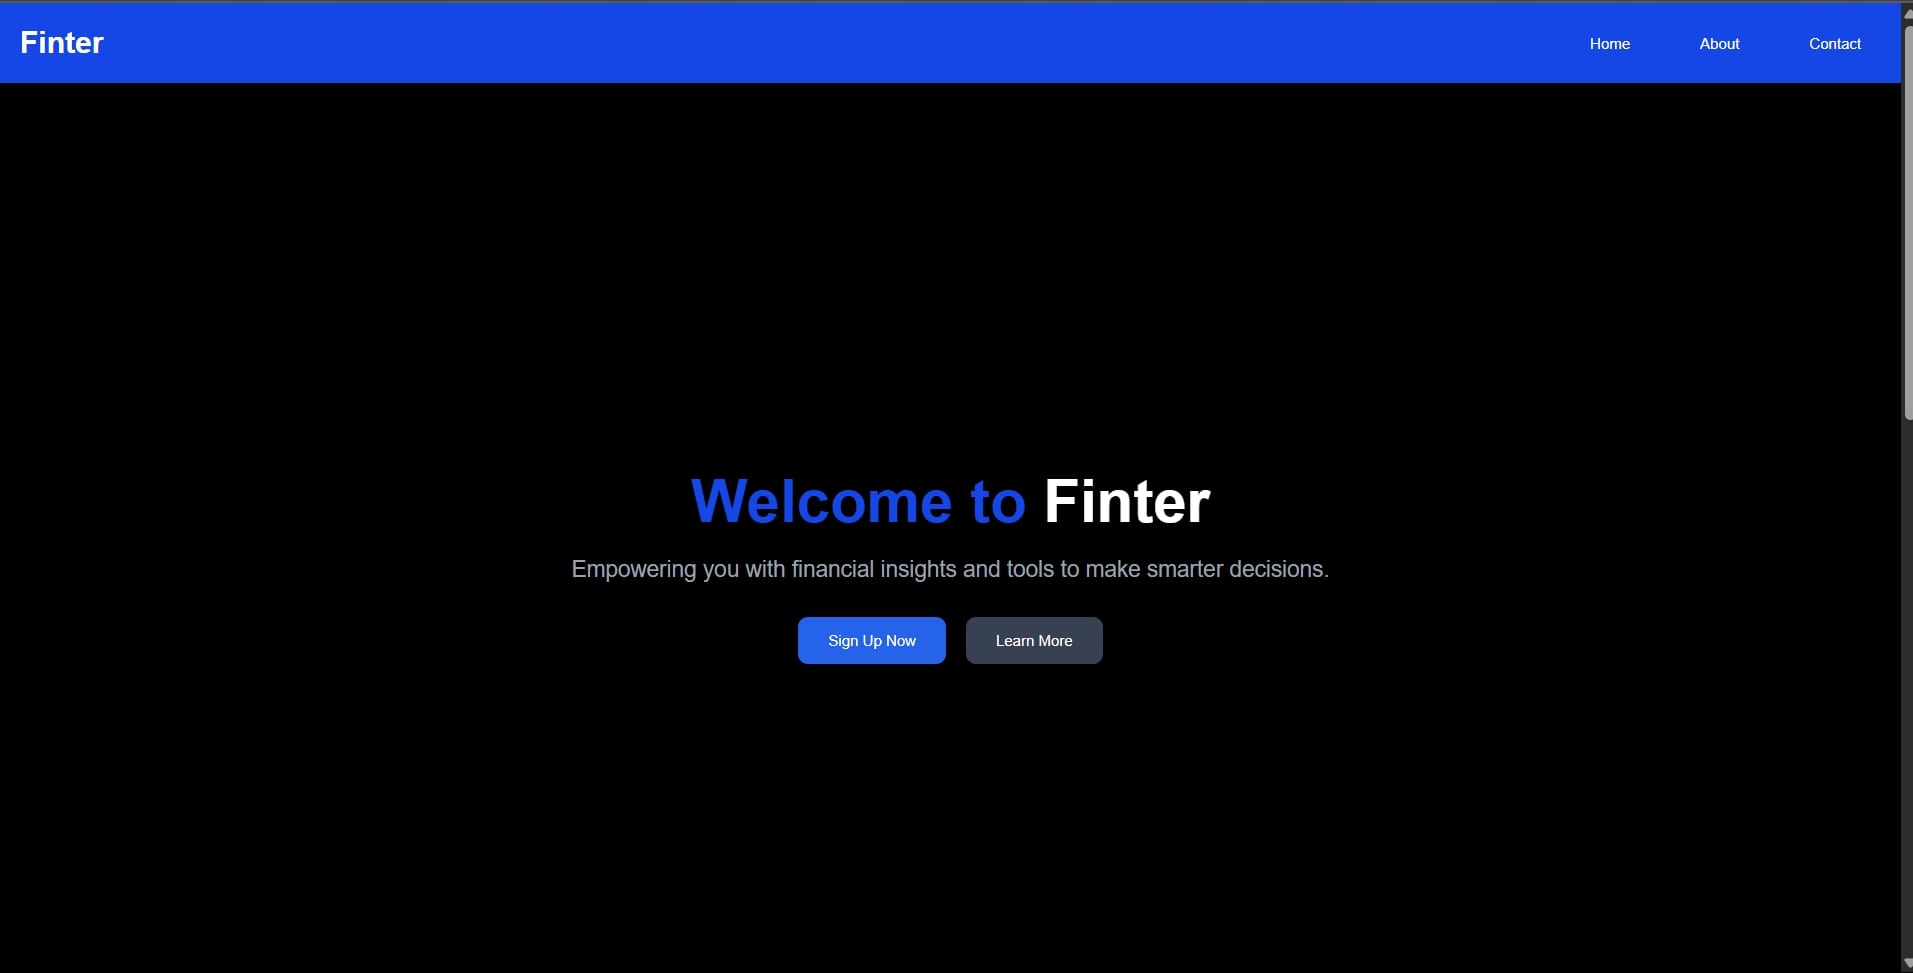 Finter
Home About Contact
Welcome to Finter
Empowering you with financial insights and tools to make smarter decisions.
Sign Up Now Learn More